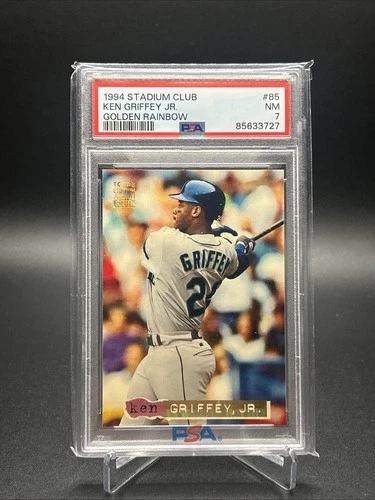 1994 STADIUM CLUB #85
KEN GRIFFEY JR. NM
GOLDEN RAINBOW 7
PSA 85633727
GRIFFEY
24
ken GRIFFEY, JR.
PSA